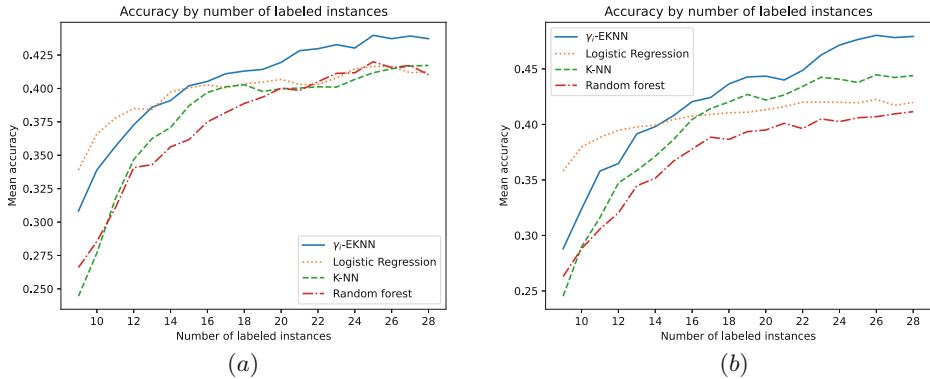 Accuracy by number of labeled instances
Mean accuracy
0.425
0.400
0.375
0.350
0.325
0.300
0.275
0.250
γᵢ-EKNN
Logistic Regression
K-NN
Random forest
10 12 14 16 18 20 22 24 26 28
Number of labeled instances
(a)
Accuracy by number of labeled instances
Mean accuracy
0.45
0.40
0.35
0.30
0.25
γᵢ-EKNN
Logistic Regression
K-NN
Random forest
10 12 14 16 18 20 22 24 26 28
Number of labeled instances
(b)